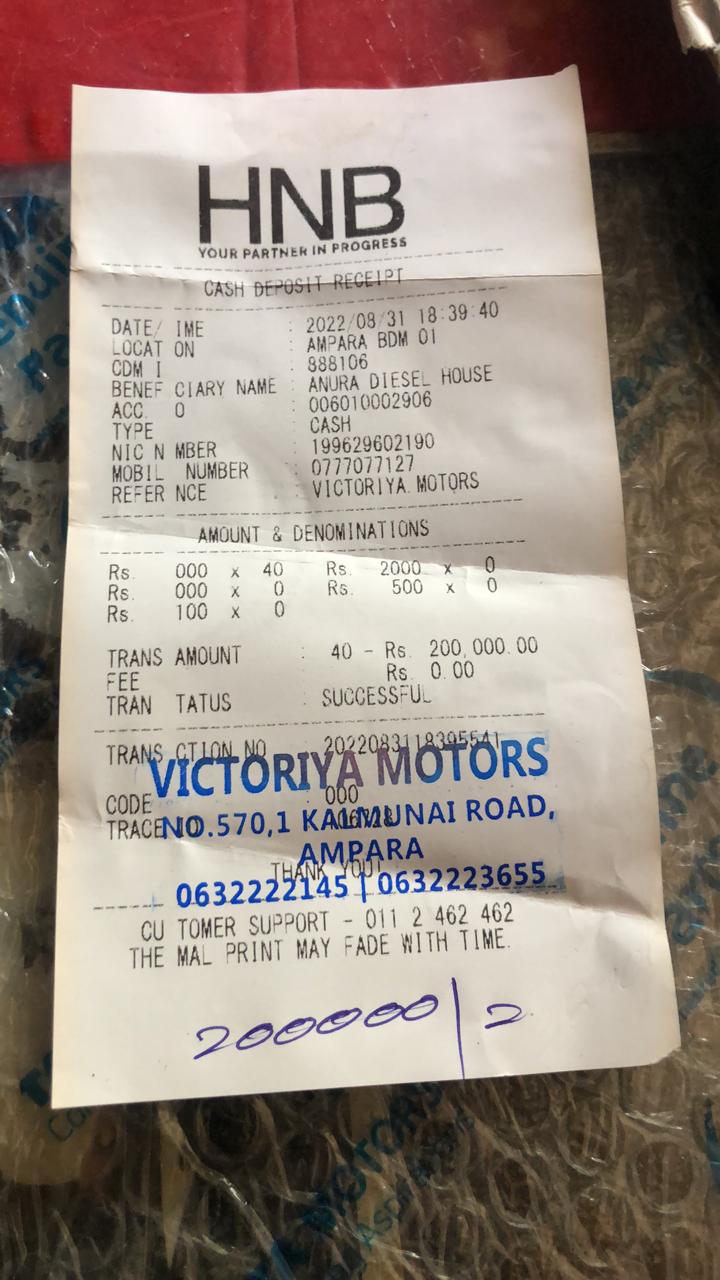 HNB
YOUR PARTNER IN PROGRESS
CASH DEPOSIT RECEIPT
DATE/ IME : 2022/08/31 18:39:40
LOCAT ON : AMPARA BDM 01
CDM I : 888106
BENEF CIARY NAME : ANURA DIESEL HOUSE
ACC O : 006010002906
TYPE : CASH
NIC N MBER : 199629602190
MOBIL NUMBER : 0777077127
REFER NCE : VICTORIYA MOTORS
AMOUNT & DENOMINATIONS
Rs. 000 x 40 Rs. 2000 x 0
Rs. 000 x 0 Rs. 500 x 0
Rs. 100 x 0
TRANS AMOUNT : 40 - Rs. 200,000.00
FEE Rs. 0.00
TRAN TATUS : SUCCESSFUL
TRANS CTION NO : 2022083118395541
VICTORIYA MOTORS
CODE : 000
TRACE
NO.570,1 KALMUNAI ROAD,
AMPARA
THANK YOU!
0632222145 | 0632223655
CU TOMER SUPPORT - 011 2 462 462
THE MAL PRINT MAY FADE WITH TIME.
200000 | 2